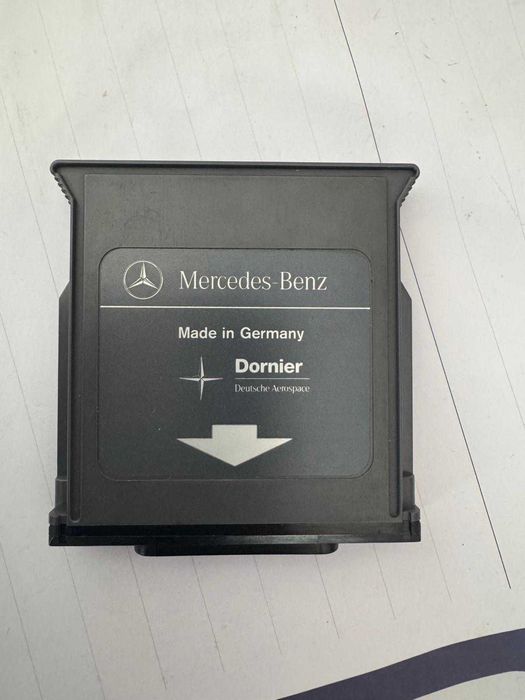 Mercedes-Benz
Made in Germany
Dornier
Deutsche Aerospace